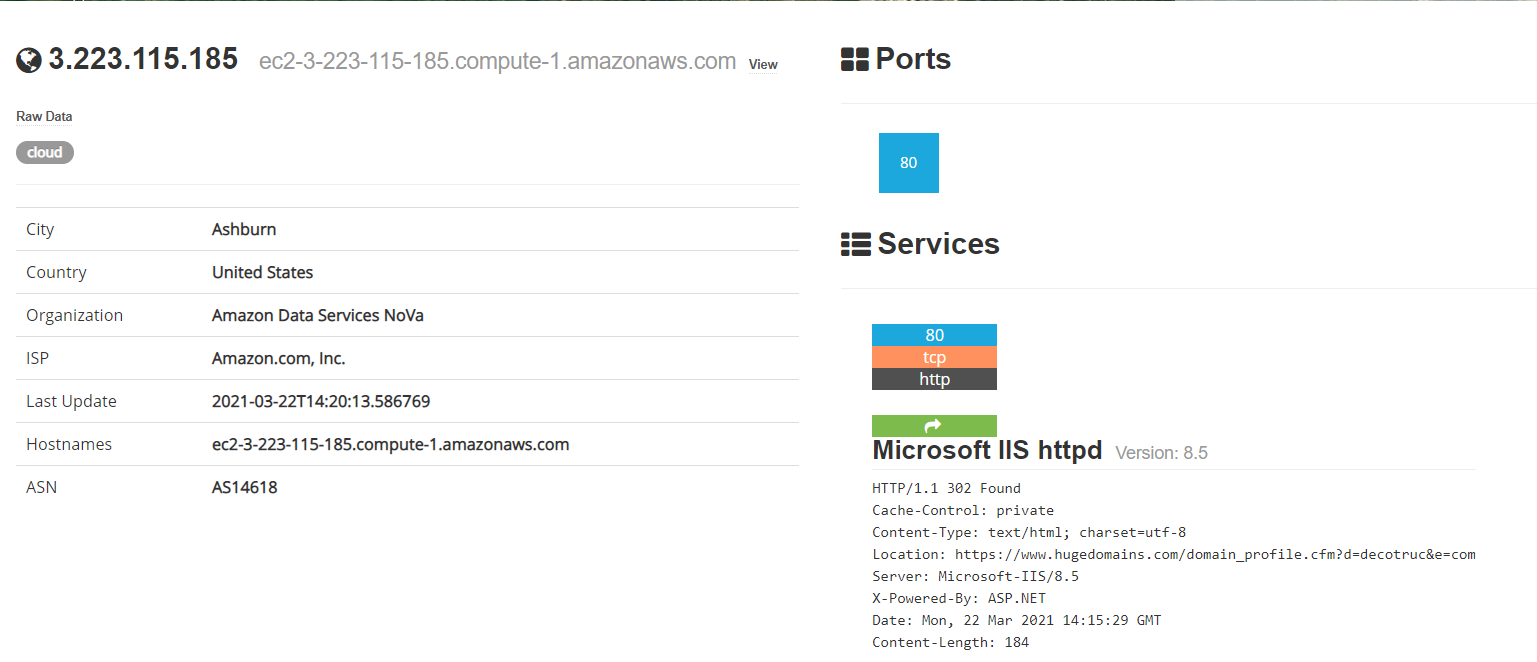 3.223.115.185 ec2-3-223-115-185.compute-1.amazonaws.com View
Raw Data
cloud
City Ashburn
Country United States
Organization Amazon Data Services NoVa
ISP Amazon.com, Inc.
Last Update 2021-03-22T14:20:13.586769
Hostnames ec2-3-223-115-185.compute-1.amazonaws.com
ASN AS14618
Ports
80
Services
80
tcp
http
Microsoft IIS httpd Version: 8.5
HTTP/1.1 302 Found
Cache-Control: private
Content-Type: text/html; charset=utf-8
Location: https://www.hugedomains.com/domain_profile.cfm?d=decotruc&e=com
Server: Microsoft-IIS/8.5
X-Powered-By: ASP.NET
Date: Mon, 22 Mar 2021 14:15:29 GMT
Content-Length: 184